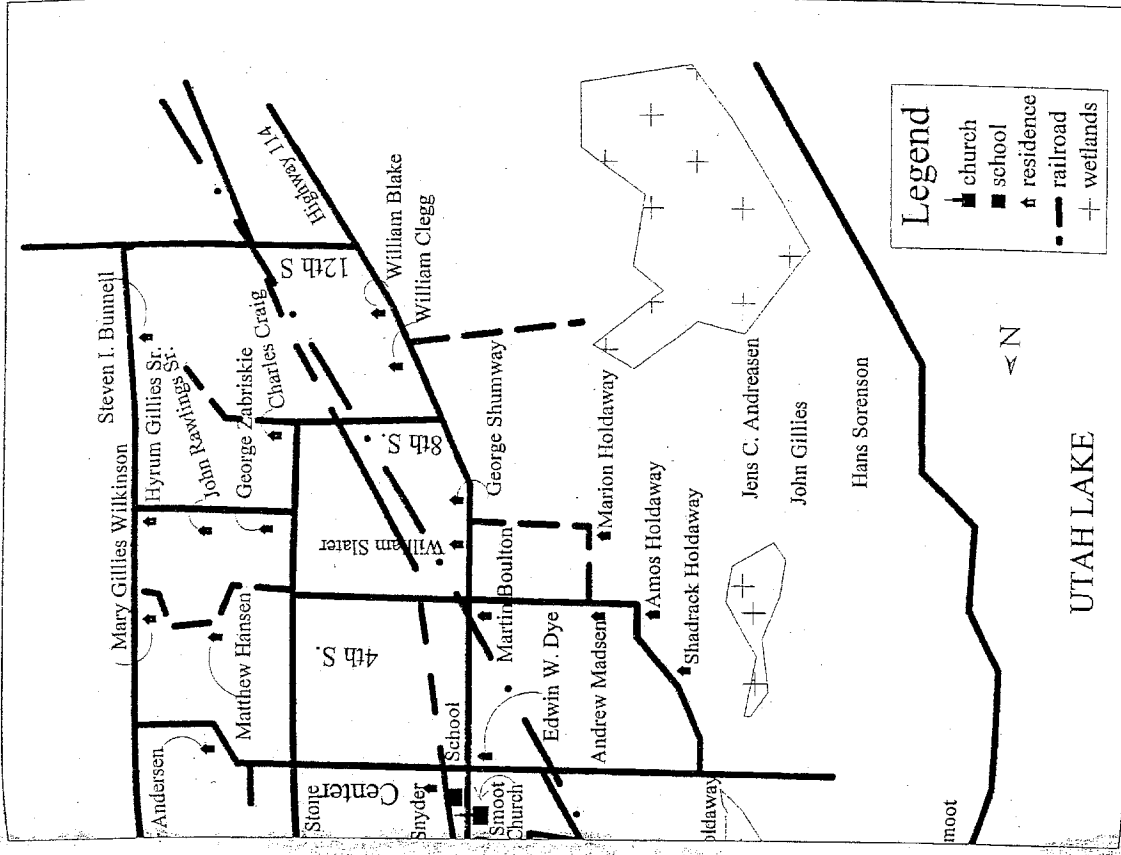 Steven I. Bunnell
Mary Gillies Wilkinson
Hyrum Gillies Sr.
John Rawlings Sr.
George Zabriskie
Charles Craig
Highway 114
12th S
William Blake
William Clegg
8th S.
George Shumway
William Slater
Matthew Hansen
4th S.
Martin Boulton
Marion Holdaway
Amos Holdaway
Shadrack Holdaway
Edwin W. Dye
Andrew Madsen
Andersen
School
Center
Stone
Snyder
Smoot
Church
oldaway
moot
Jens C. Andreasen
John Gillies
Hans Sorenson
<N
UTAH LAKE
Legend
church
school
residence
railroad
wetlands